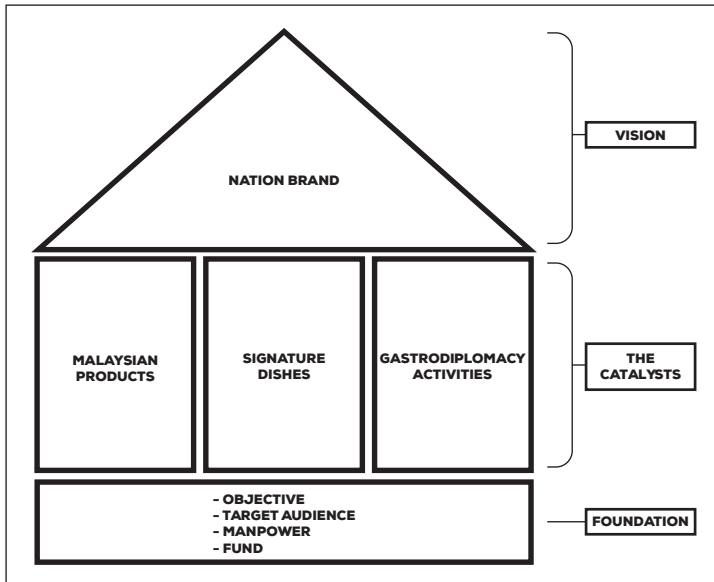 VISION
NATION BRAND
MALAYSIAN
PRODUCTS
SIGNATURE
DISHES
GASTRODIPLOMACY
ACTIVITIES
THE
CATALYSTS
- OBJECTIVE
- TARGET AUDIENCE
- MANPOWER
- FUND
FOUNDATION